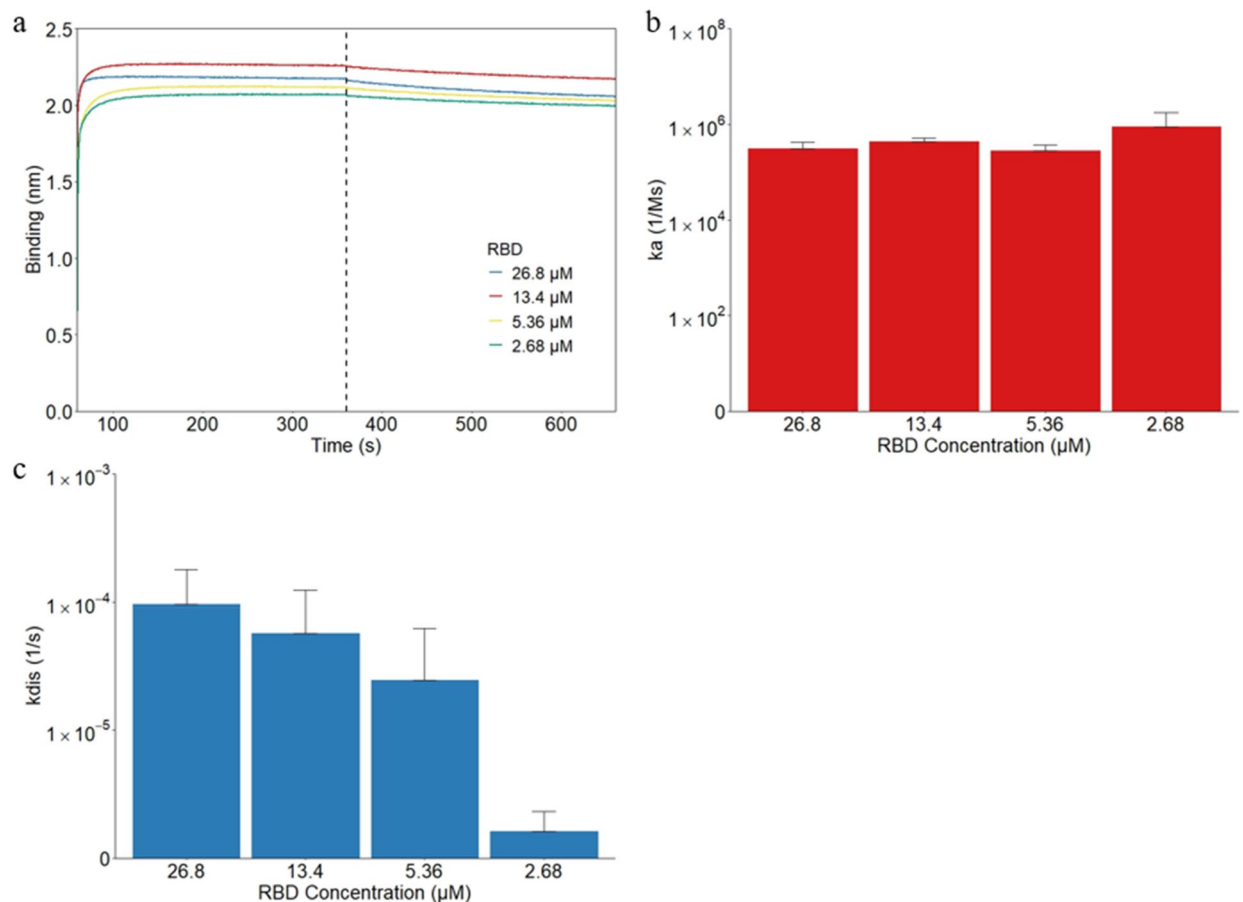 a
2.5
2.0
1.5
1.0
0.5
0.0
Binding (nm)
100 200 300 400 500 600
Time (s)
RBD
26.8 µM
13.4 µM
5.36 µM
2.68 µM
b
1 × 10⁸
1 × 10⁶
1 × 10⁴
1 × 10²
0
ka (1/Ms)
26.8 13.4 5.36 2.68
RBD Concentration (µM)
c
1 × 10⁻³
1 × 10⁻⁴
1 × 10⁻⁵
0
kdis (1/s)
26.8 13.4 5.36 2.68
RBD Concentration (µM)